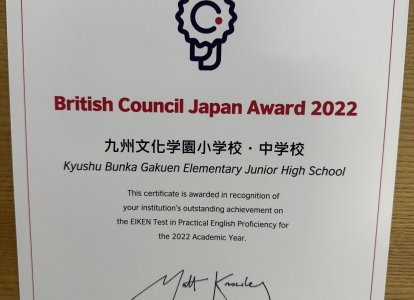 British Council Japan Award 2022
九州文化学園小学校・中学校
Kyushu Bunka Gakuen Elementary Junior High School
This certificate is awarded in recognition of
your institution's outstanding achievement on
the EIKEN Test in Practical English Proficiency for
the 2022 Academic Year.
Matt Knowles